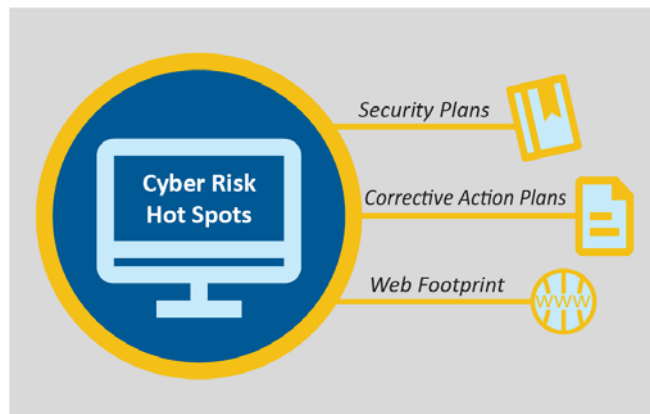 Cyber Risk
Hot Spots
Security Plans
Corrective Action Plans
Web Footprint
WWW